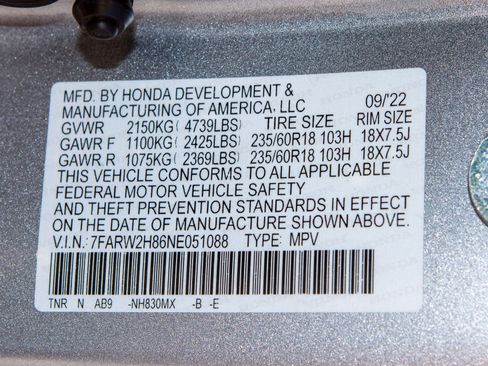 MFD. BY HONDA DEVELOPMENT &
MANUFACTURING OF AMERICA, LLC 09/'22
GVWR 2150KG( 4739LBS) TIRE SIZE RIM SIZE
GAWR F 1100KG( 2425LBS) 235/60R18 103H 18X7.5J
GAWR R 1075KG( 2369LBS) 235/60R18 103H 18X7.5J
THIS VEHICLE CONFORMS TO ALL APPLICABLE
FEDERAL MOTOR VEHICLE SAFETY
AND THEFT PREVENTION STANDARDS IN EFFECT
ON THE DATE OF MANUFACTURE SHOWN ABOVE.
V.I.N.: 7FARW2H86NE051088 TYPE: MPV
TNR N AB9 -NH830MX -B -E